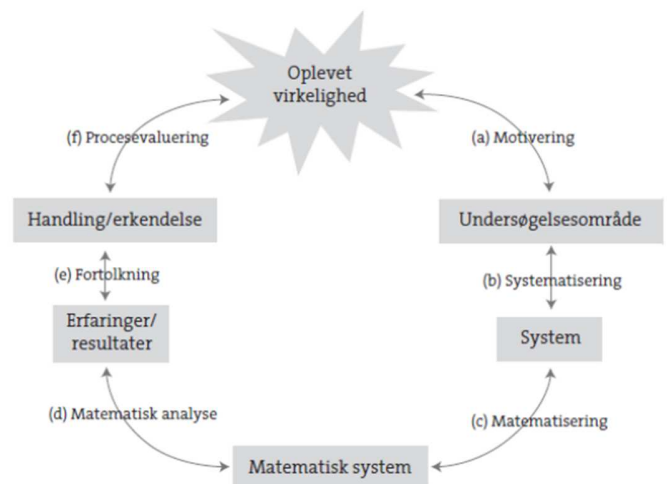 Oplevet
virkelighed
(f) Procesevaluering
(a) Motivering
Handling/erkendelse
Undersøgelsesområde
(e) Fortolkning
(b) Systematisering
Erfaringer/
resultater
System
(d) Matematisk analyse
(c) Matematisering
Matematisk system